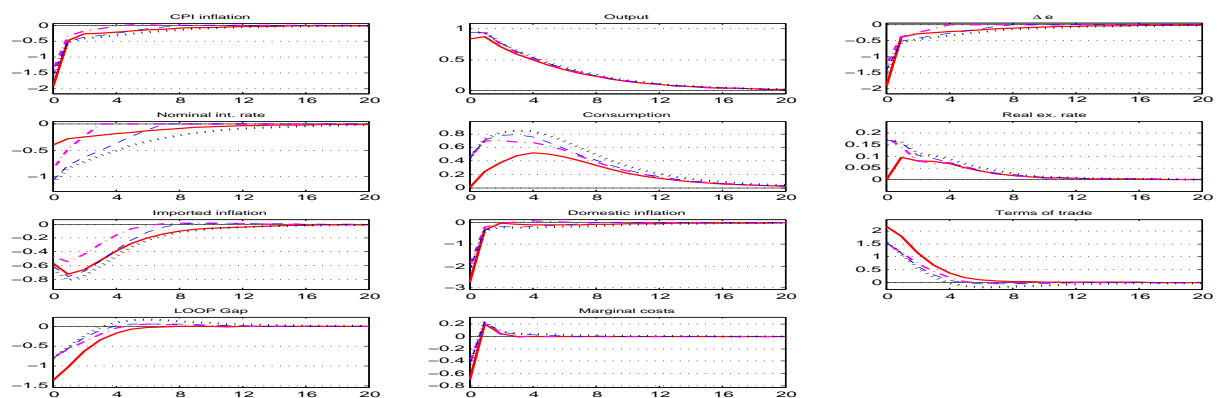 CPI inflation
0
−0.5
−1
−1.5
−2
0 4 8 12 16 20
Output
1
0.5
0
0 4 8 12 16 20
Δ e
0
−0.5
−1
−1.5
−2
0 4 8 12 16 20
Nominal int. rate
0
−0.5
−1
0 4 8 12 16 20
Consumption
0.8
0.6
0.4
0.2
0
0 4 8 12 16 20
Real ex. rate
0.2
0.15
0.1
0.05
0
0 4 8 12 16 20
Imported inflation
0
−0.2
−0.4
−0.6
−0.8
0 4 8 12 16 20
Domestic inflation
0
−1
−2
−3
0 4 8 12 16 20
Terms of trade
2
1.5
1
0.5
0
0 4 8 12 16 20
LOOP Gap
0
−0.5
−1
−1.5
0 4 8 12 16 20
Marginal costs
0.2
0
−0.2
−0.4
−0.6
−0.8
0 4 8 12 16 20